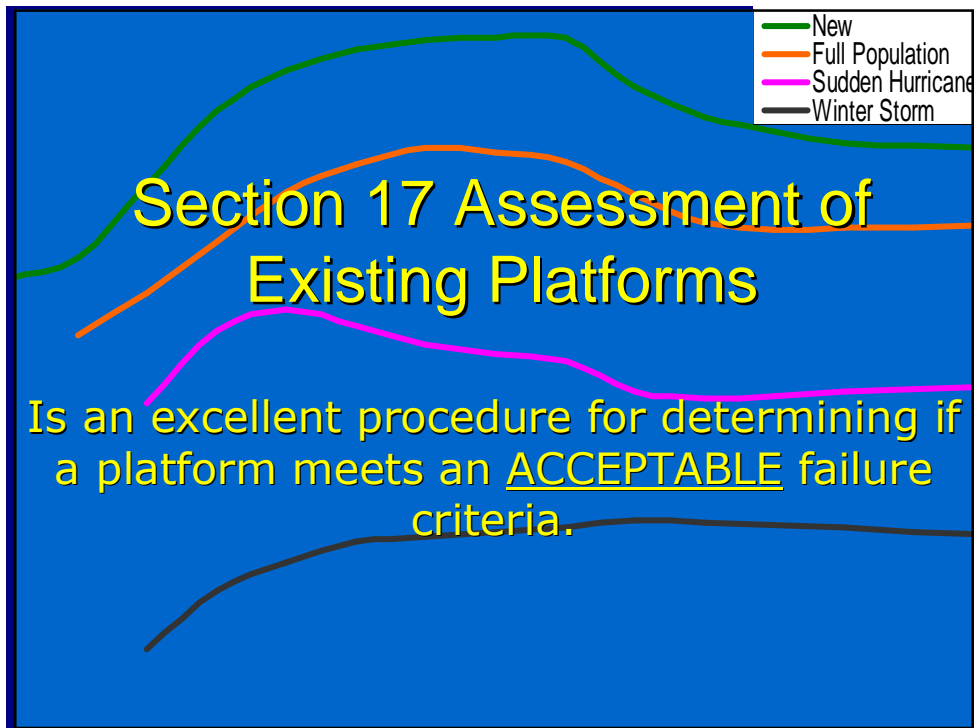 New
Full Population
Sudden Hurricane
Winter Storm
Section 17 Assessment of
Existing Platforms
Is an excellent procedure for determining if
a platform meets an ACCEPTABLE failure
criteria.